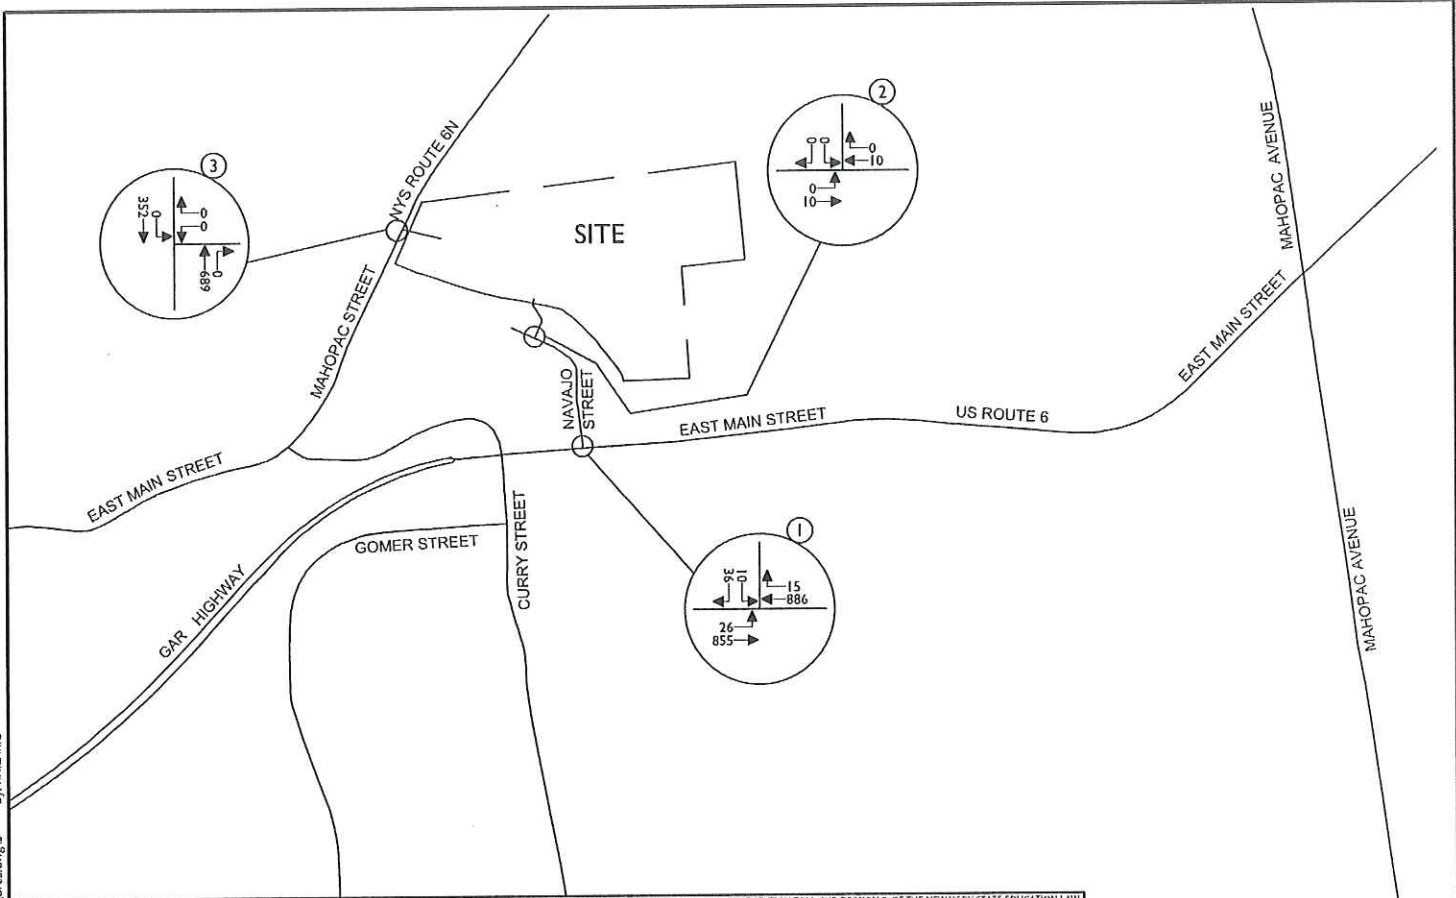 NYS ROUTE 6N
MAHOPAC STREET
SITE
MAHOPAC AVENUE
3
352
0
0
0
689
0
2
0
0
0
10
0
10
NAVAJO
STREET
EAST MAIN STREET
US ROUTE 6
EAST MAIN STREET
EAST MAIN STREET
GAR HIGHWAY
GOMER STREET
CURRY STREET
1
36
10
15
886
26
855
MAHOPAC AVENUE